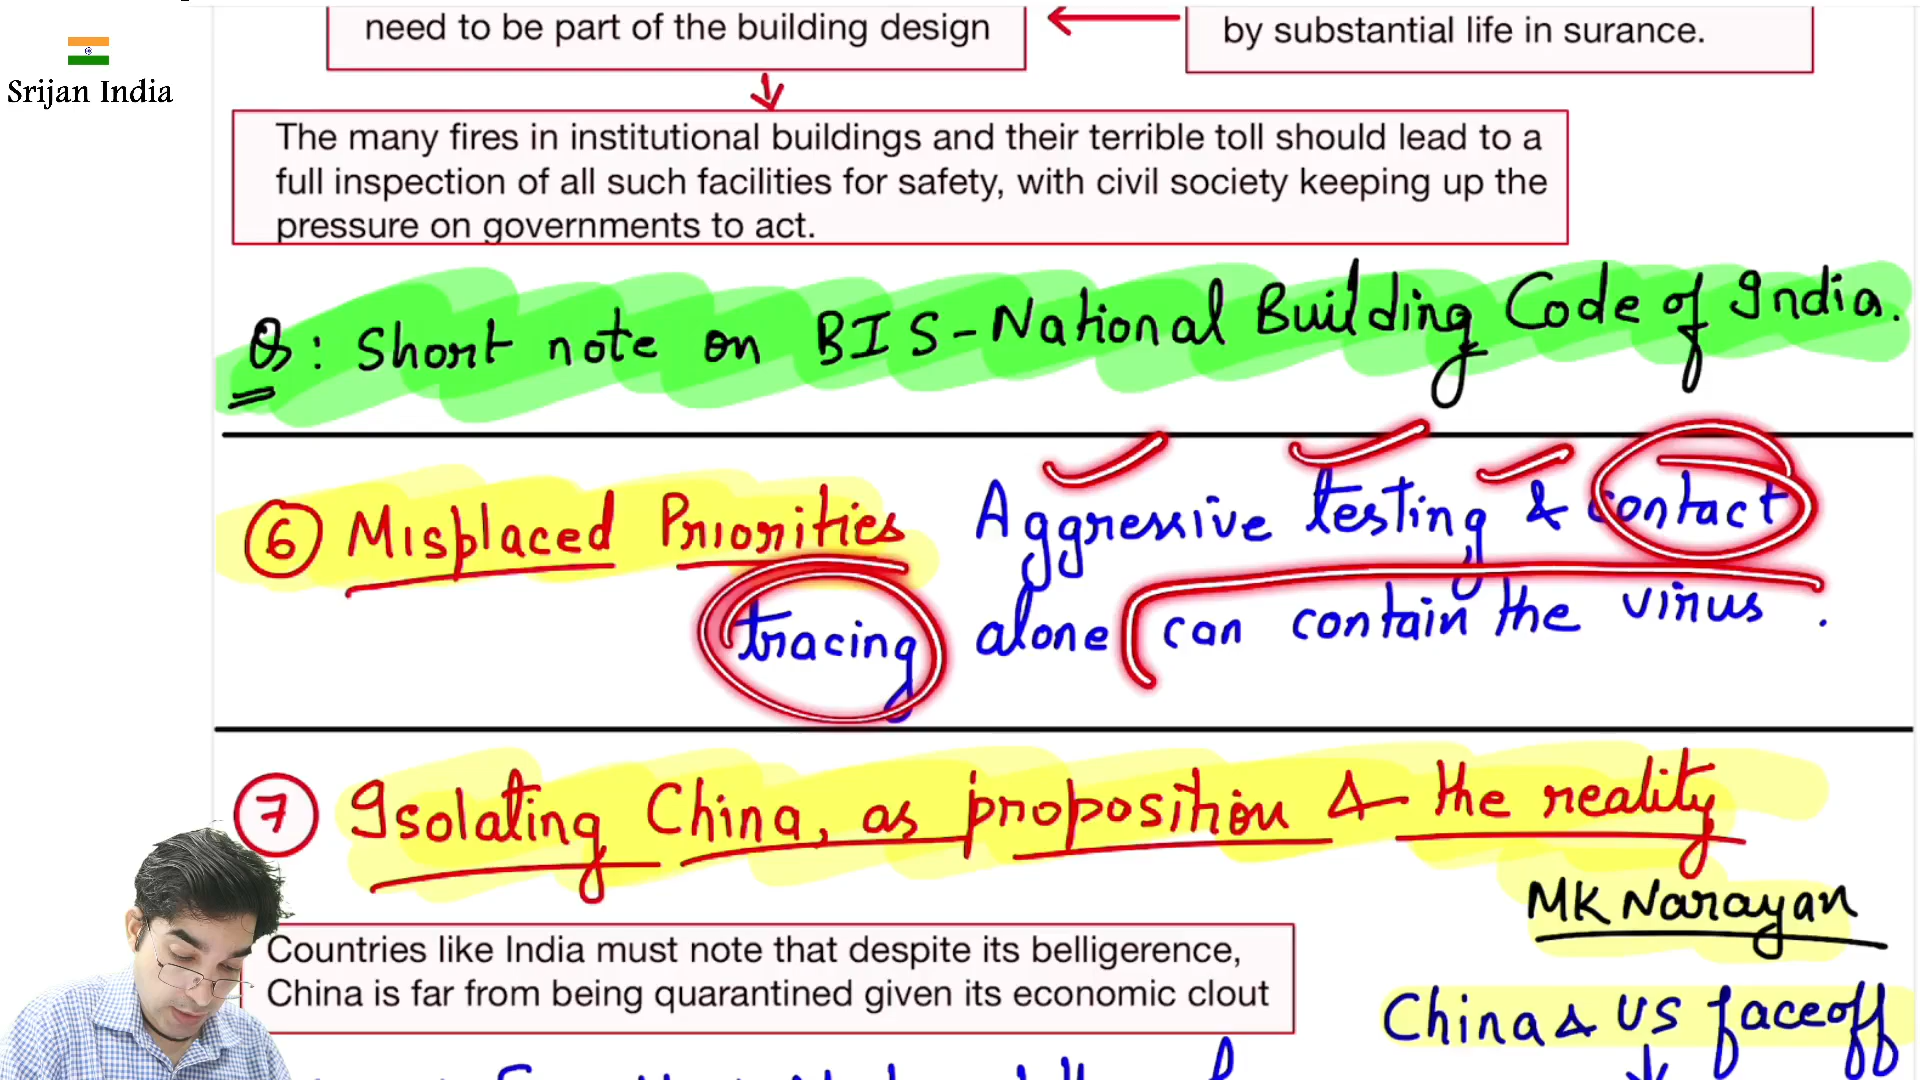 need to be part of the building design
by substantial life in surance.
Srijan India
The many fires in institutional buildings and their terrible toll should lead to a
full inspection of all such facilities for safety, with civil society keeping up the
pressure on governments to act.
Q: Short note on BIS-National Building Code of India.
6 Misplaced Priorities Aggressive testing & contact
tracing alone can contain the virus.
7 Isolating China, as proposition & the reality
MK Narayan
Countries like India must note that despite its belligerence,
China is far from being quarantined given its economic clout
China & US faceoff